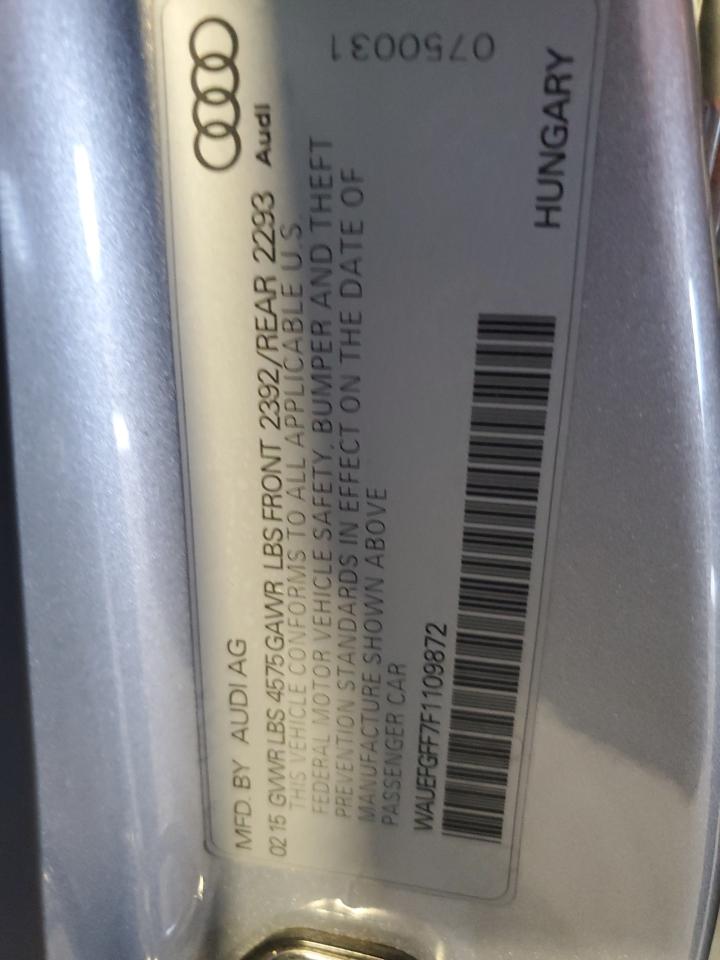 MFD. BY AUDI AG
0215 GVWR LBS 4575 GAWR LBS FRONT 2392/REAR 2293
Audi
THIS VEHICLE CONFORMS TO ALL APPLICABLE U.S.
FEDERAL MOTOR VEHICLE SAFETY, BUMPER AND THEFT
PREVENTION STANDARDS IN EFFECT ON THE DATE OF
MANUFACTURE SHOWN ABOVE
PASSENGER CAR
WAUEFGFF7F1109872
HUNGARY
0750031